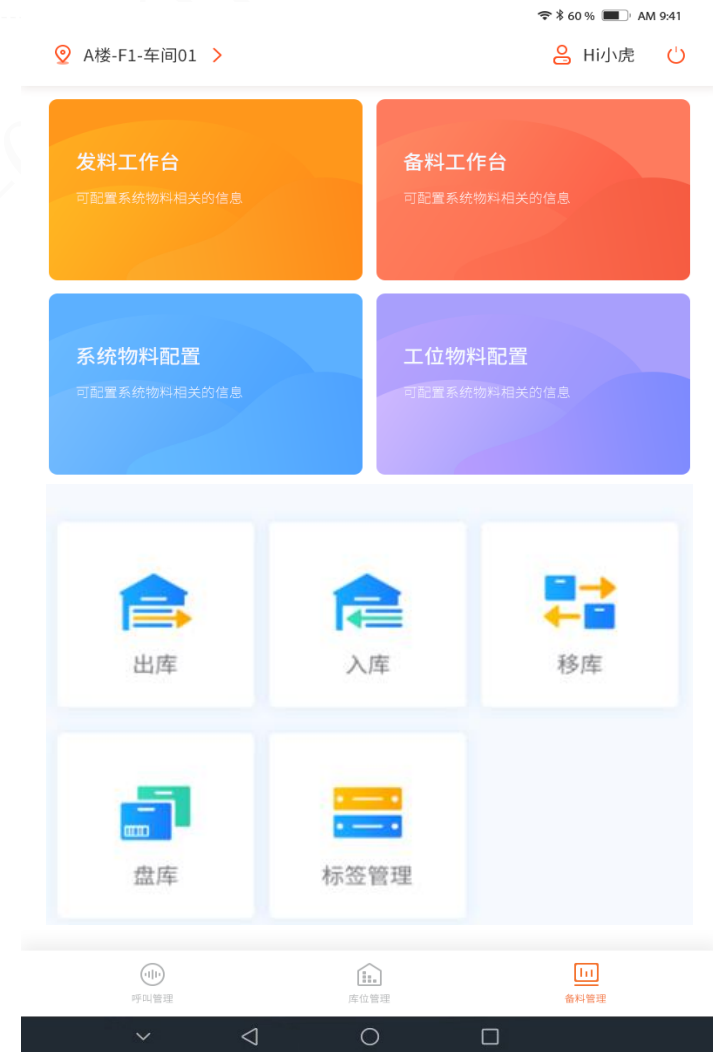 60 % AM 9:41
A楼-F1-车间01 Hi小虎
发料工作台 备料工作台
可配置系统物料相关的信息 可配置系统物料相关的信息
系统物料配置 工位物料配置
可配置系统物料相关的信息 可配置系统物料相关的信息
出库 入库 移库
盘库 标签管理
呼叫管理 库位管理 备料管理